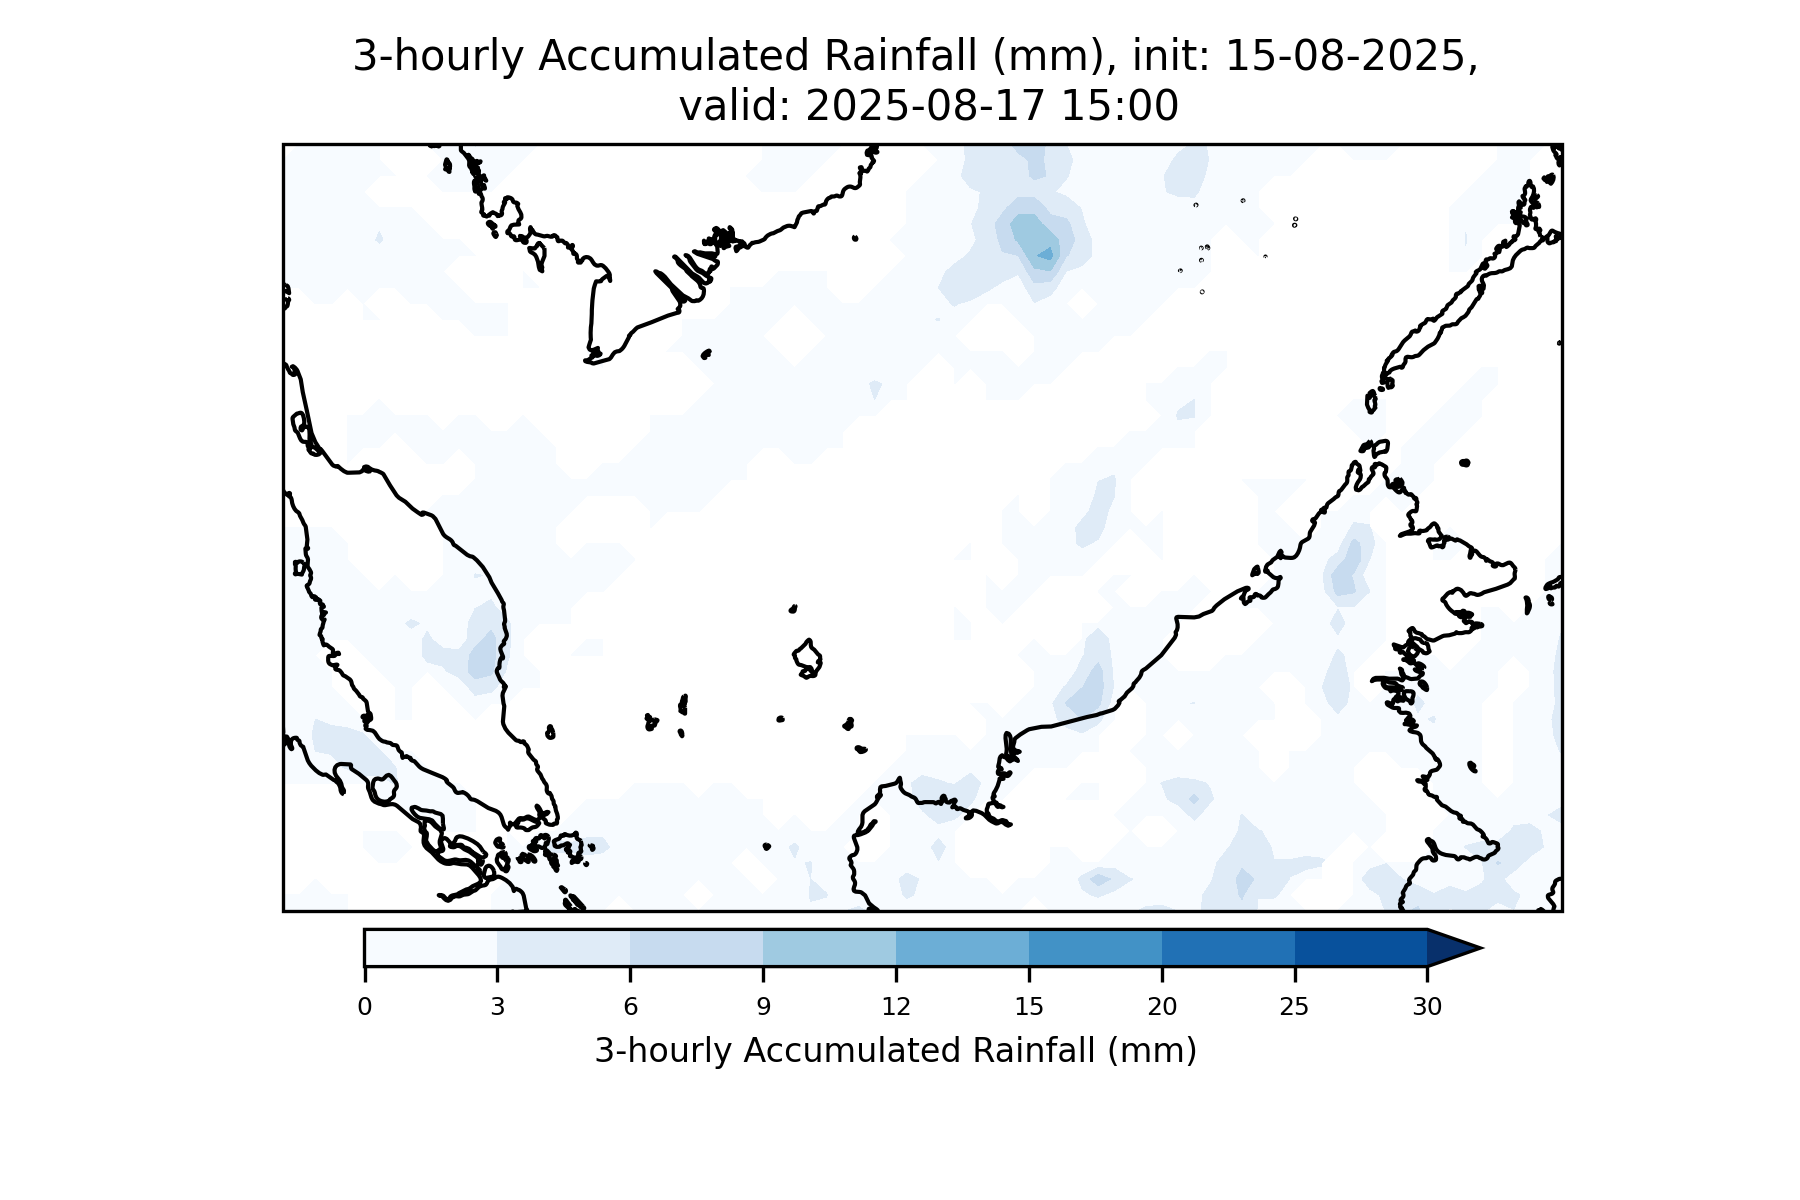 3-hourly Accumulated Rainfall (mm), init: 15-08-2025,
valid: 2025-08-17 15:00
0 3 6 9 12 15 20 25 30
3-hourly Accumulated Rainfall (mm)